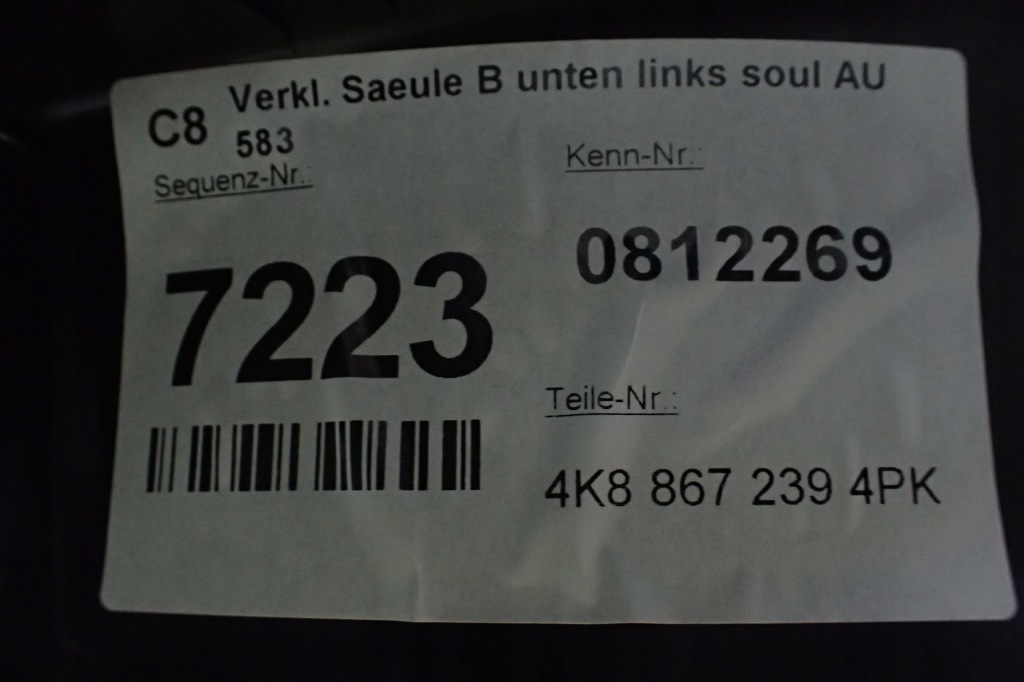 C8 Verkl. Saeule B unten links soul AU
583
Sequenz-Nr.:
Kenn-Nr.:
7223
0812269
Teile-Nr.:
4K8 867 239 4PK